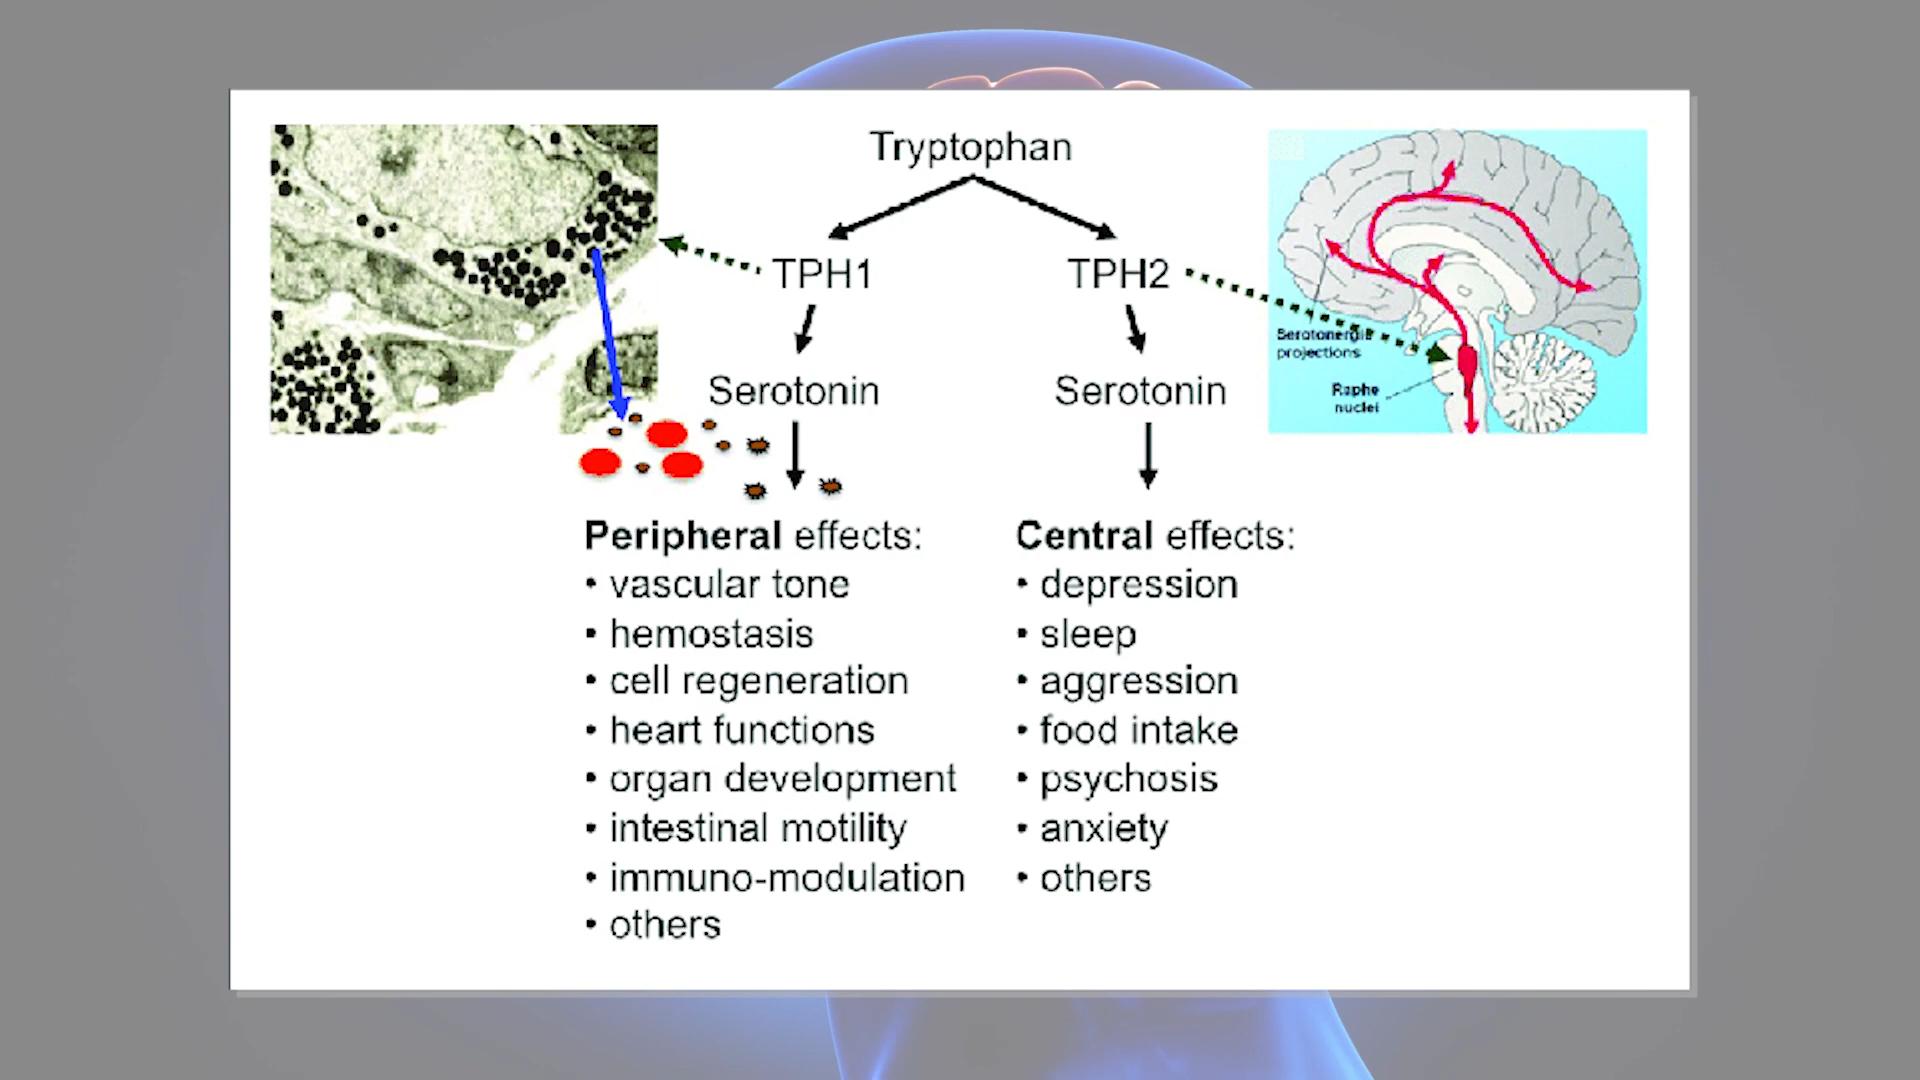 Tryptophan
TPH1
TPH2
Serotonin
Serotonin
Serotonergic
projections
Raphe
nuclei
Peripheral effects:
• vascular tone
• hemostasis
• cell regeneration
• heart functions
• organ development
• intestinal motility
• immuno-modulation
• others
Central effects:
• depression
• sleep
• aggression
• food intake
• psychosis
• anxiety
• others